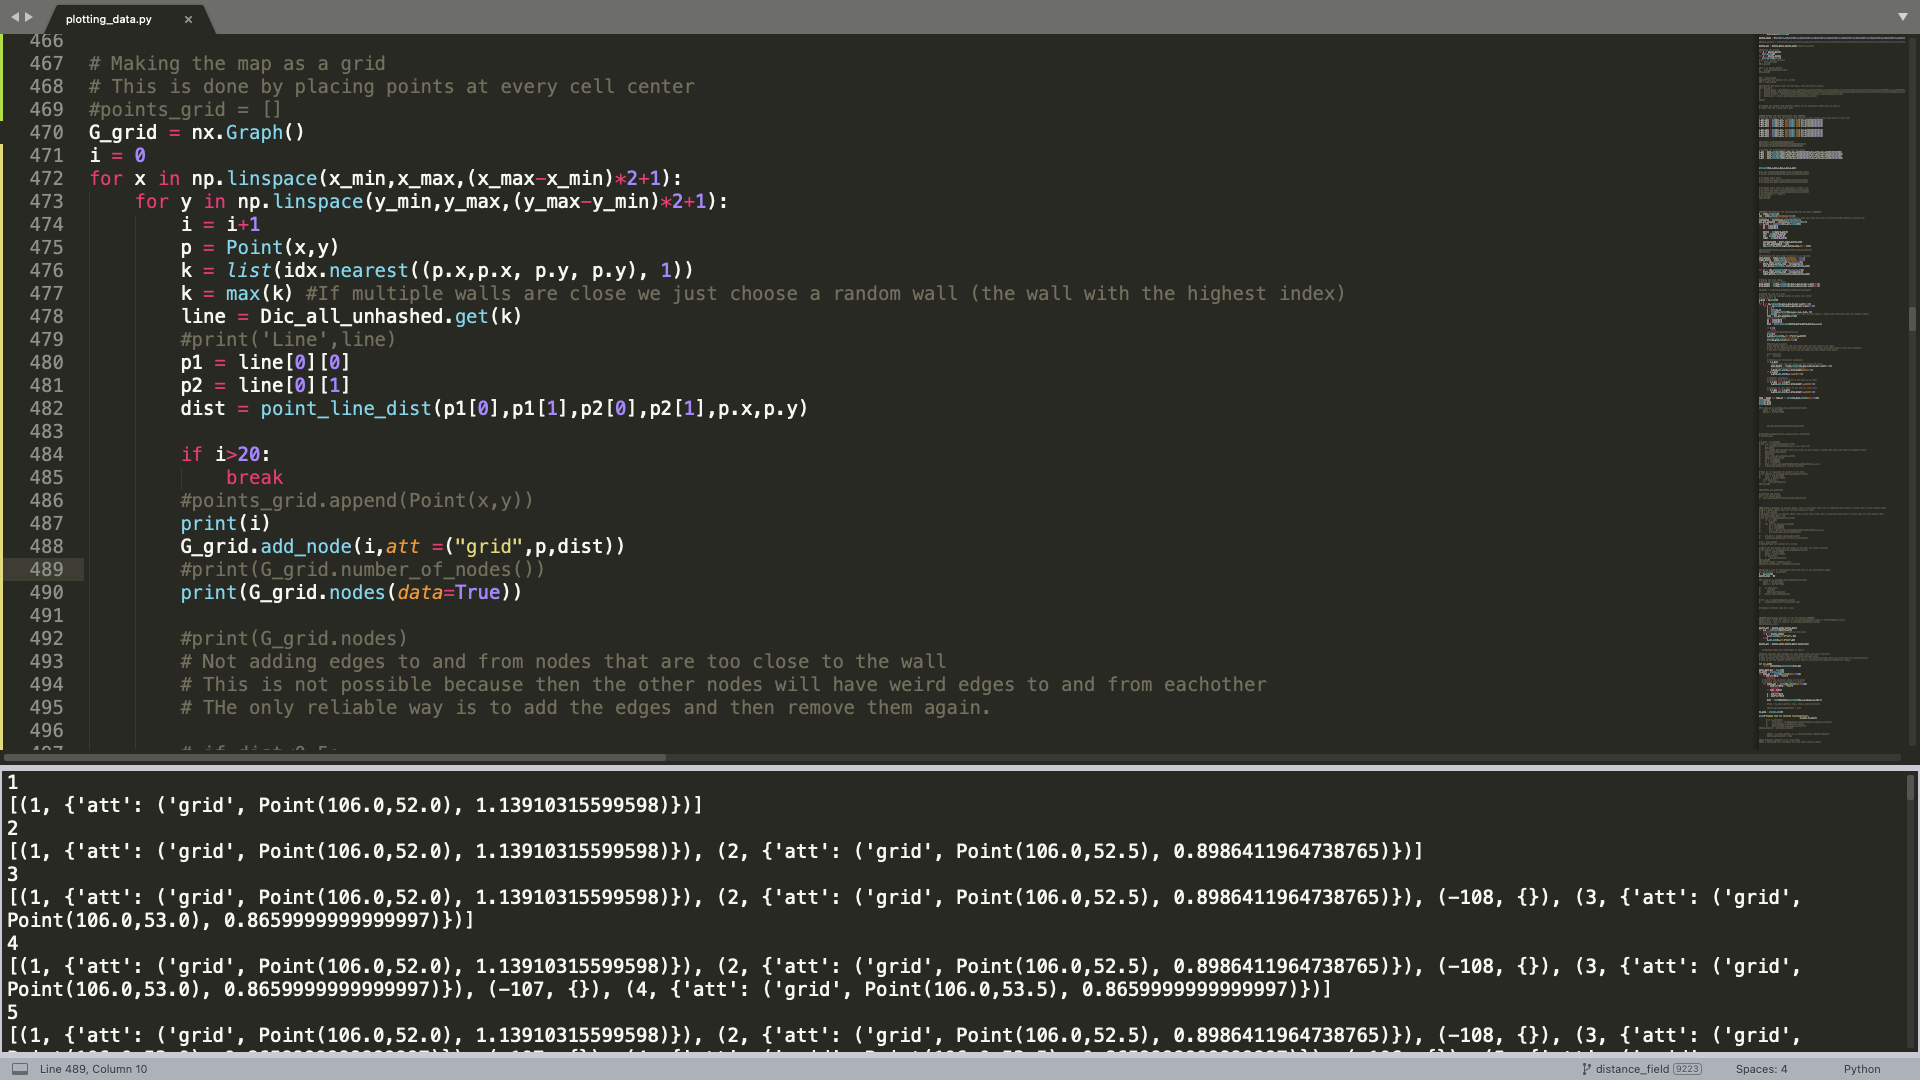 plotting_data.py ×
466
467 # Making the map as a grid
468 # This is done by placing points at every cell center
469 #points_grid = []
470 G_grid = nx.Graph()
471 i = 0
472 for x in np.linspace(x_min,x_max,(x_max-x_min)*2+1):
473     for y in np.linspace(y_min,y_max,(y_max-y_min)*2+1):
474         i = i+1
475         p = Point(x,y)
476         k = list(idx.nearest((p.x,p.x, p.y, p.y), 1))
477         k = max(k) #If multiple walls are close we just choose a random wall (the wall with the highest index)
478         line = Dic_all_unhashed.get(k)
479         #print('Line',line)
480         p1 = line[0][0]
481         p2 = line[0][1]
482         dist = point_line_dist(p1[0],p1[1],p2[0],p2[1],p.x,p.y)
483
484         if i>20:
485             break
486         #points_grid.append(Point(x,y))
487         print(i)
488         G_grid.add_node(i,att =("grid",p,dist))
489         #print(G_grid.number_of_nodes())
490         print(G_grid.nodes(data=True))
491
492         #print(G_grid.nodes)
493         # Not adding edges to and from nodes that are too close to the wall
494         # This is not possible because then the other nodes will have weird edges to and from eachother
495         # THe only reliable way is to add the edges and then remove them again.
496
1
[(1, {'att': ('grid', Point(106.0,52.0), 1.13910315599598)})]
2
[(1, {'att': ('grid', Point(106.0,52.0), 1.13910315599598)}), (2, {'att': ('grid', Point(106.0,52.5), 0.8986411964738765)})]
3
[(1, {'att': ('grid', Point(106.0,52.0), 1.13910315599598)}), (2, {'att': ('grid', Point(106.0,52.5), 0.8986411964738765)}), (-108, {}), (3, {'att': ('grid',
Point(106.0,53.0), 0.8659999999999997)})]
4
[(1, {'att': ('grid', Point(106.0,52.0), 1.13910315599598)}), (2, {'att': ('grid', Point(106.0,52.5), 0.8986411964738765)}), (-108, {}), (3, {'att': ('grid',
Point(106.0,53.0), 0.8659999999999997)}), (-107, {}), (4, {'att': ('grid', Point(106.0,53.5), 0.8659999999999997)})]
5
[(1, {'att': ('grid', Point(106.0,52.0), 1.13910315599598)}), (2, {'att': ('grid', Point(106.0,52.5), 0.8986411964738765)}), (-108, {}), (3, {'att': ('grid',
Line 489, Column 10 distance_field 9223 Spaces: 4 Python